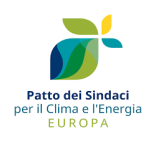 Patto dei Sindaci
per il Clima e l'Energia
EUROPA